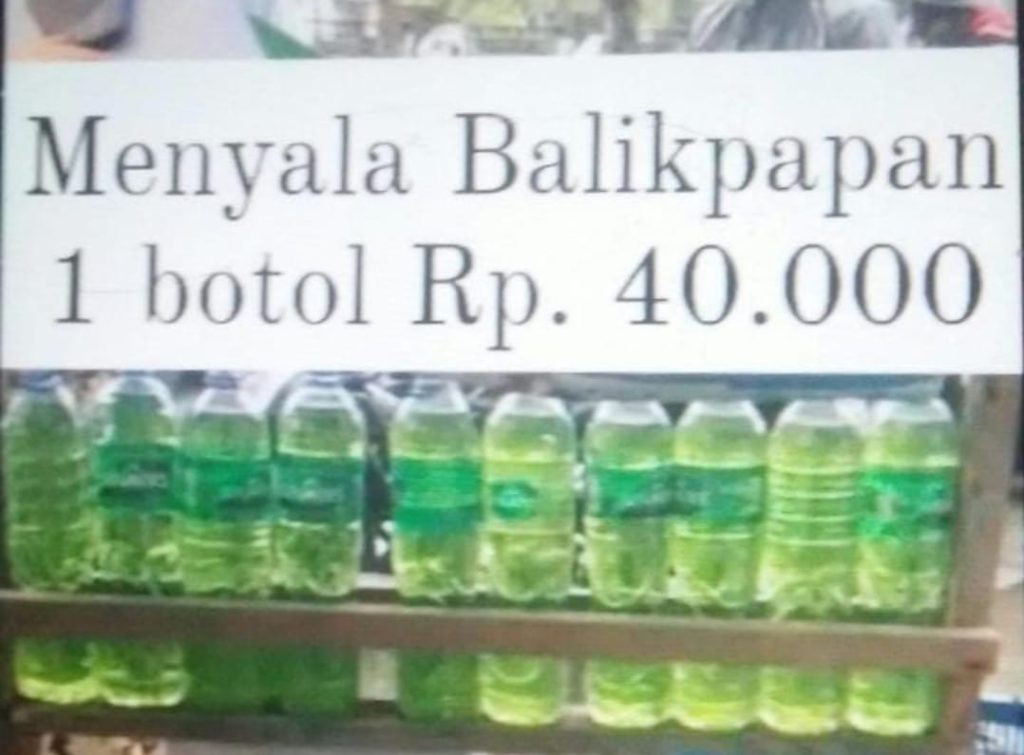 Menyala Balikpapan
1 botol Rp. 40.000